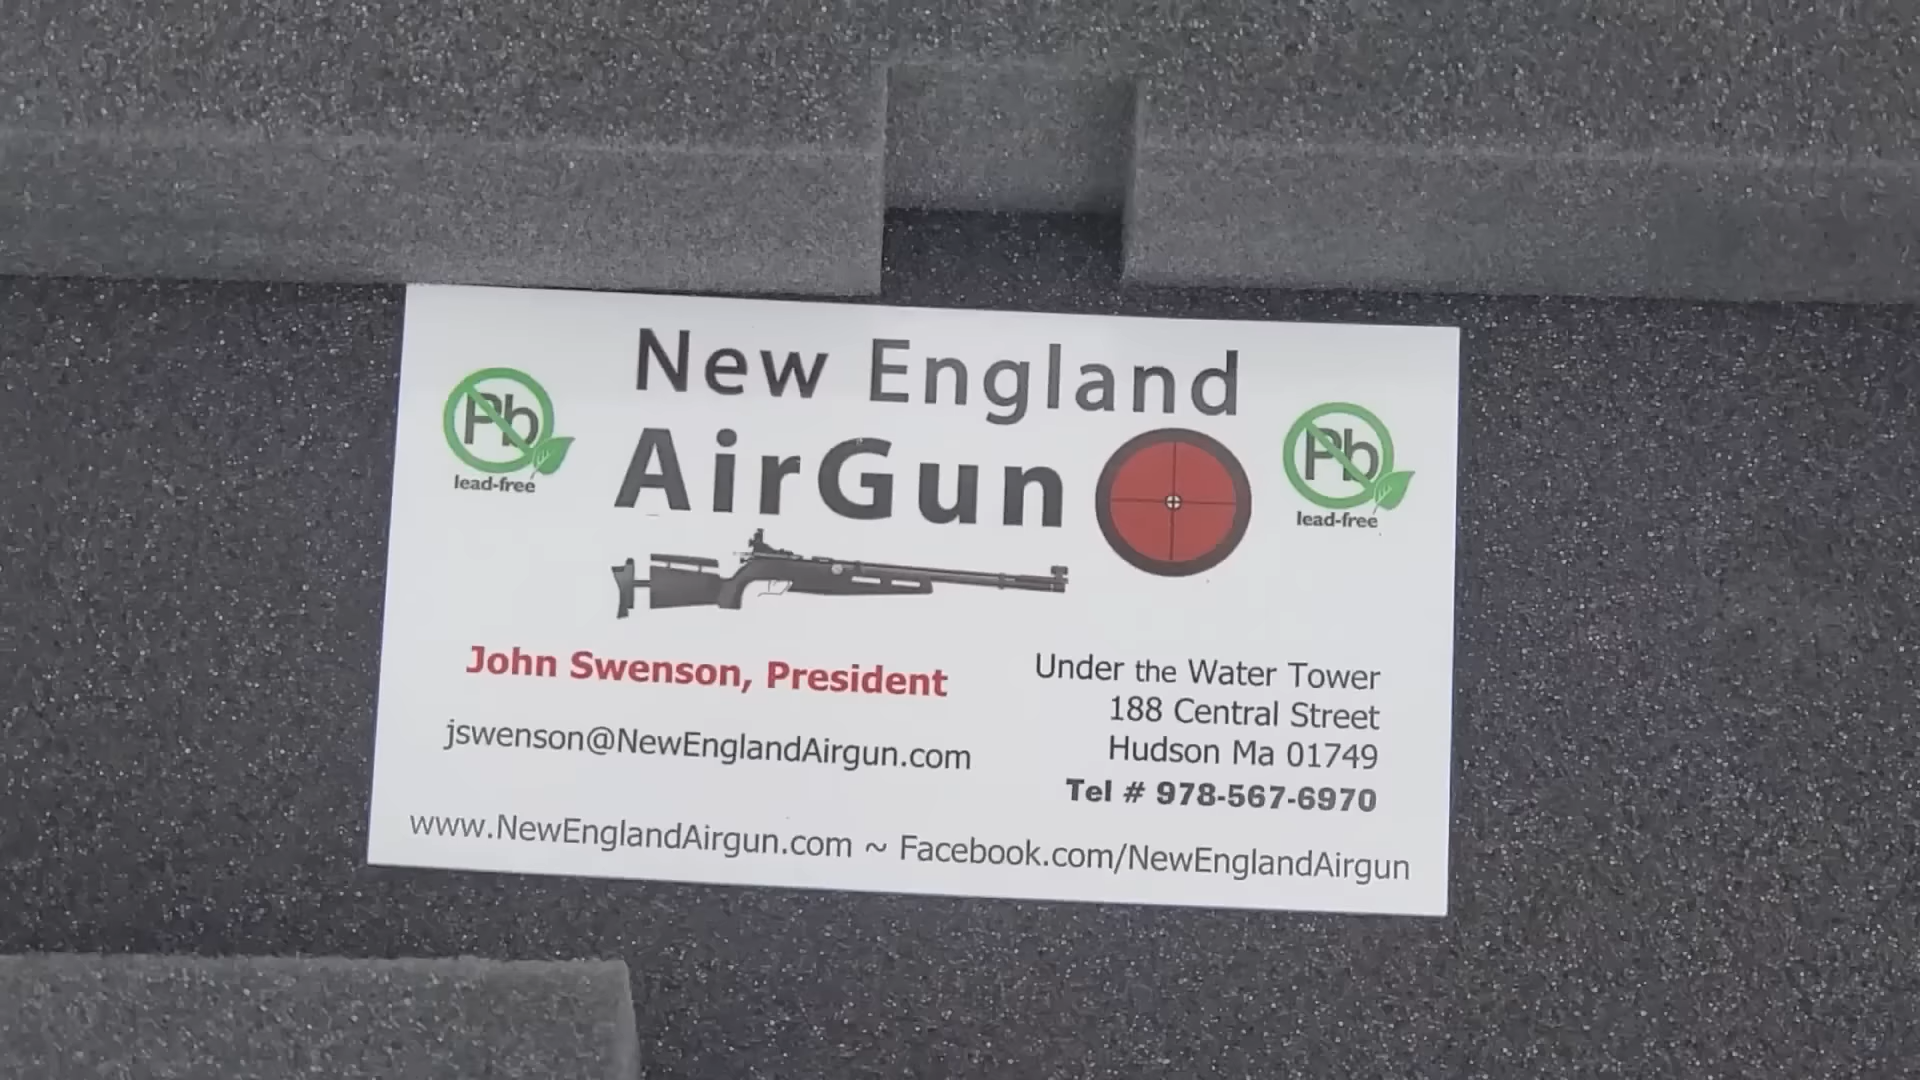 New England
AirGun
Pb
lead-free
Pb
lead-free
John Swenson, President
jswenson@NewEnglandAirgun.com
Under the Water Tower
188 Central Street
Hudson Ma 01749
Tel # 978-567-6970
www.NewEnglandAirgun.com ~ Facebook.com/NewEnglandAirgun